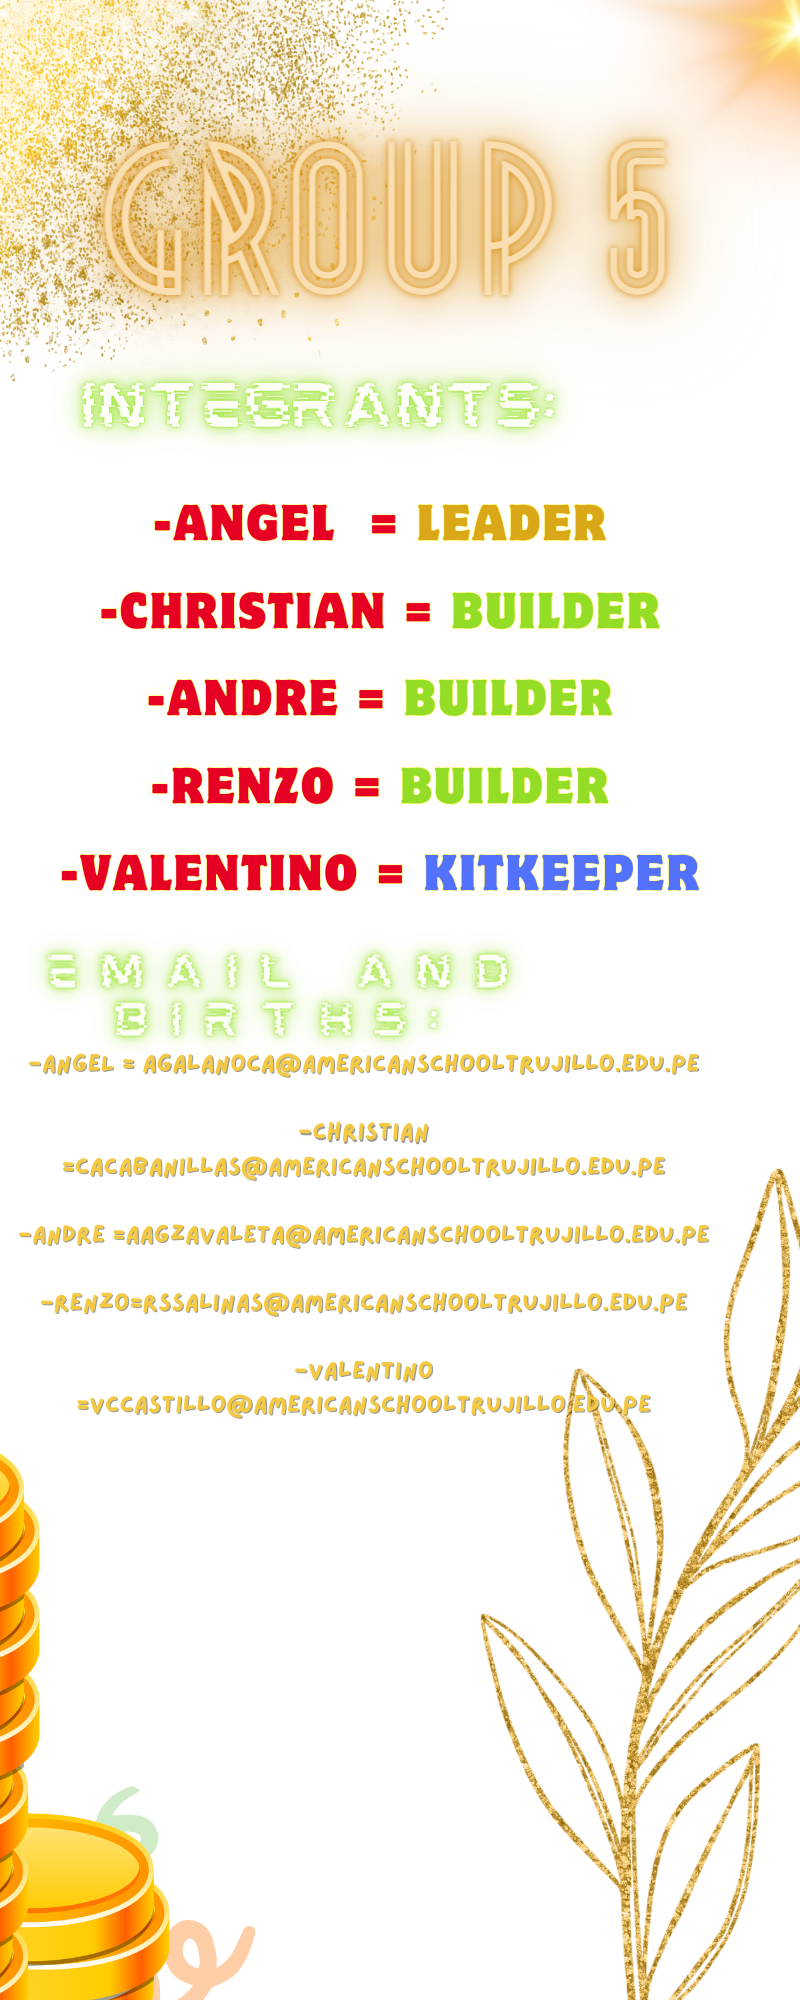 GROUP 5
INTEGRANTS:
-ANGEL = LEADER
-CHRISTIAN = BUILDER
-ANDRE = BUILDER
-RENZO = BUILDER
-VALENTINO = KITKEEPER
EMAIL AND
BIRTHS:
-ANGEL = AGALANOCA@AMERICANSCHOOLTRUJILLO.EDU.PE
-CHRISTIAN
=CACABANILLAS@AMERICANSCHOOLTRUJILLO.EDU.PE
-ANDRE =AAGZAVALETA@AMERICANSCHOOLTRUJILLO.EDU.PE
-RENZO=RSSALINAS@AMERICANSCHOOLTRUJILLO.EDU.PE
-VALENTINO
=VCCASTILLO@AMERICANSCHOOLTRUJILLO.EDU.PE